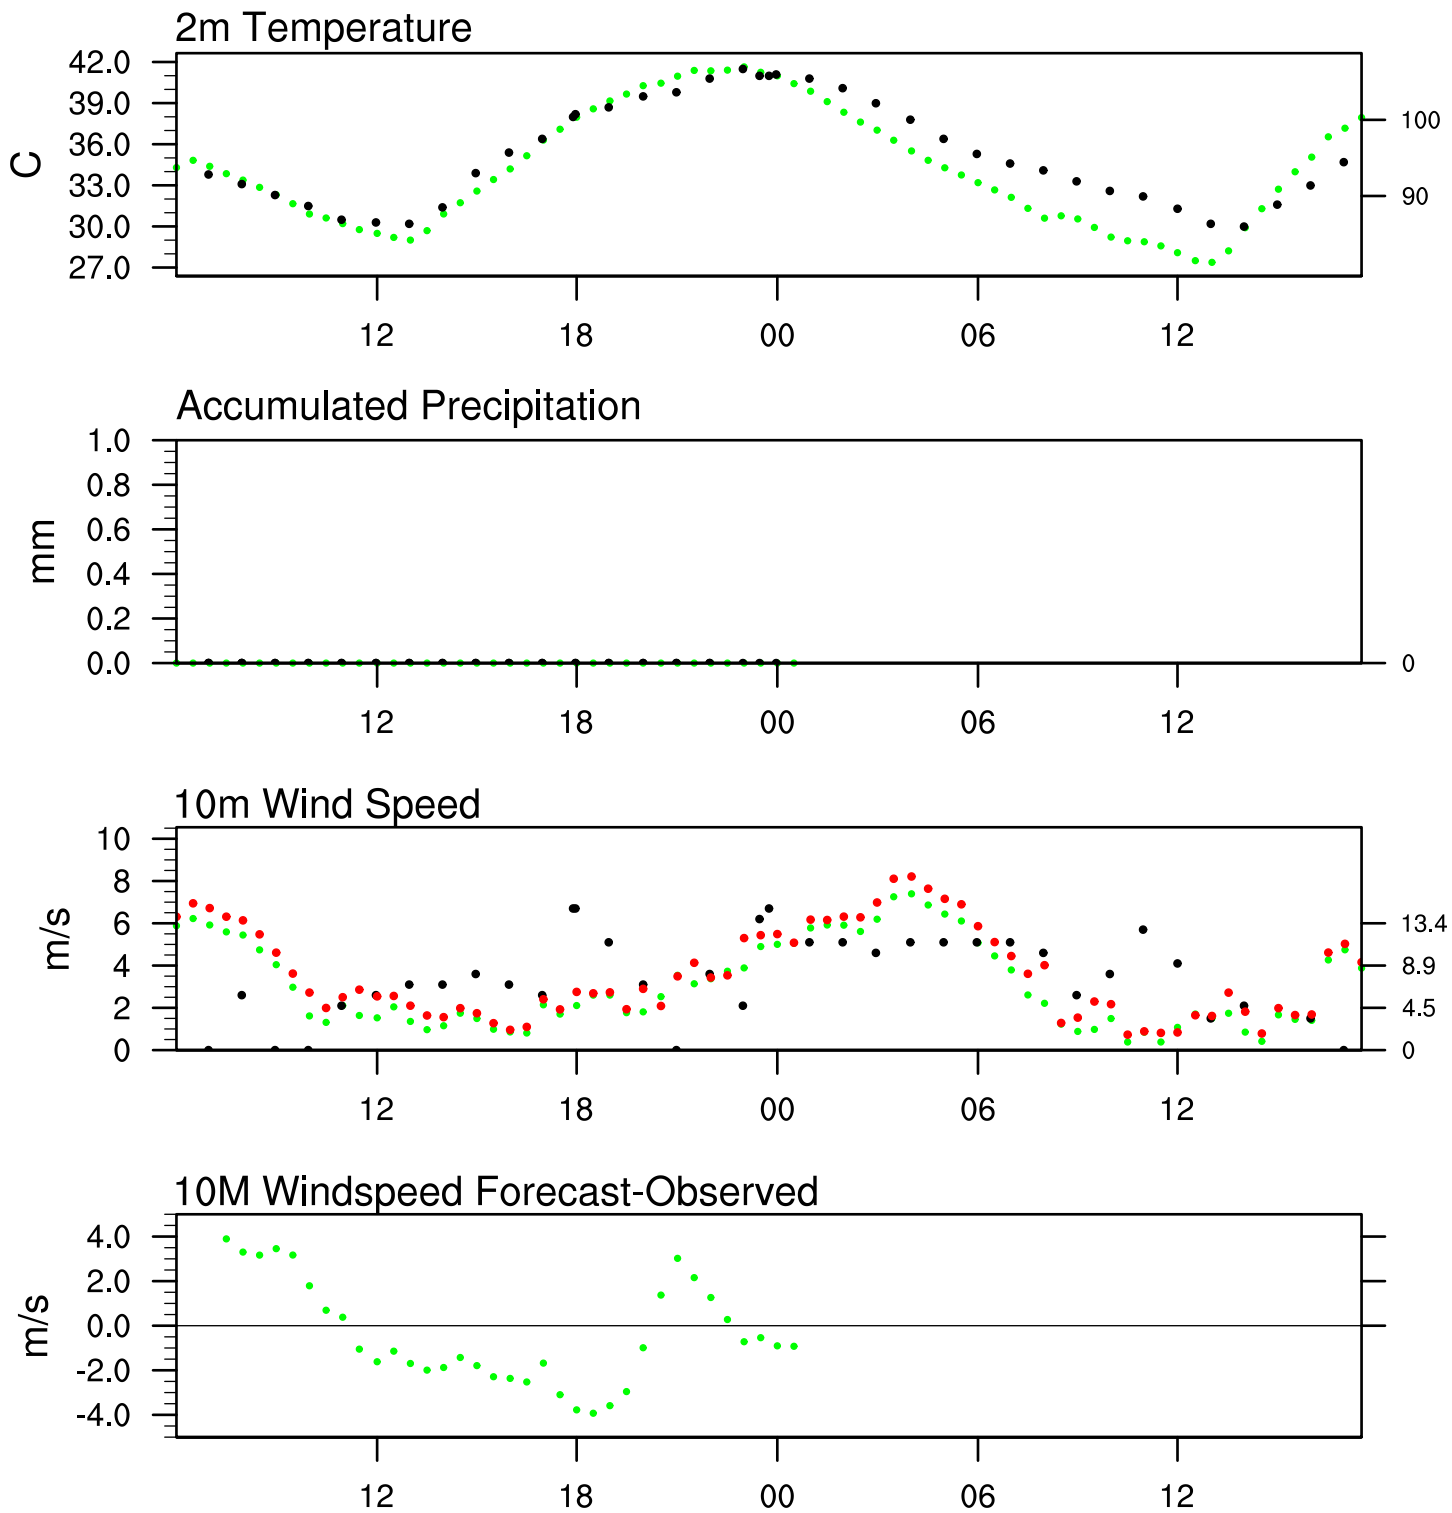 2m Temperature
42.0
39.0
36.0
33.0
30.0
27.0
C
100
90
12 18 00 06 12
Accumulated Precipitation
1.0
0.8
0.6
0.4
0.2
0.0
mm
0
12 18 00 06 12
10m Wind Speed
10
8
6
4
2
0
m/s
13.4
8.9
4.5
0
12 18 00 06 12
10M Windspeed Forecast-Observed
4.0
2.0
0.0
-2.0
-4.0
m/s
12 18 00 06 12